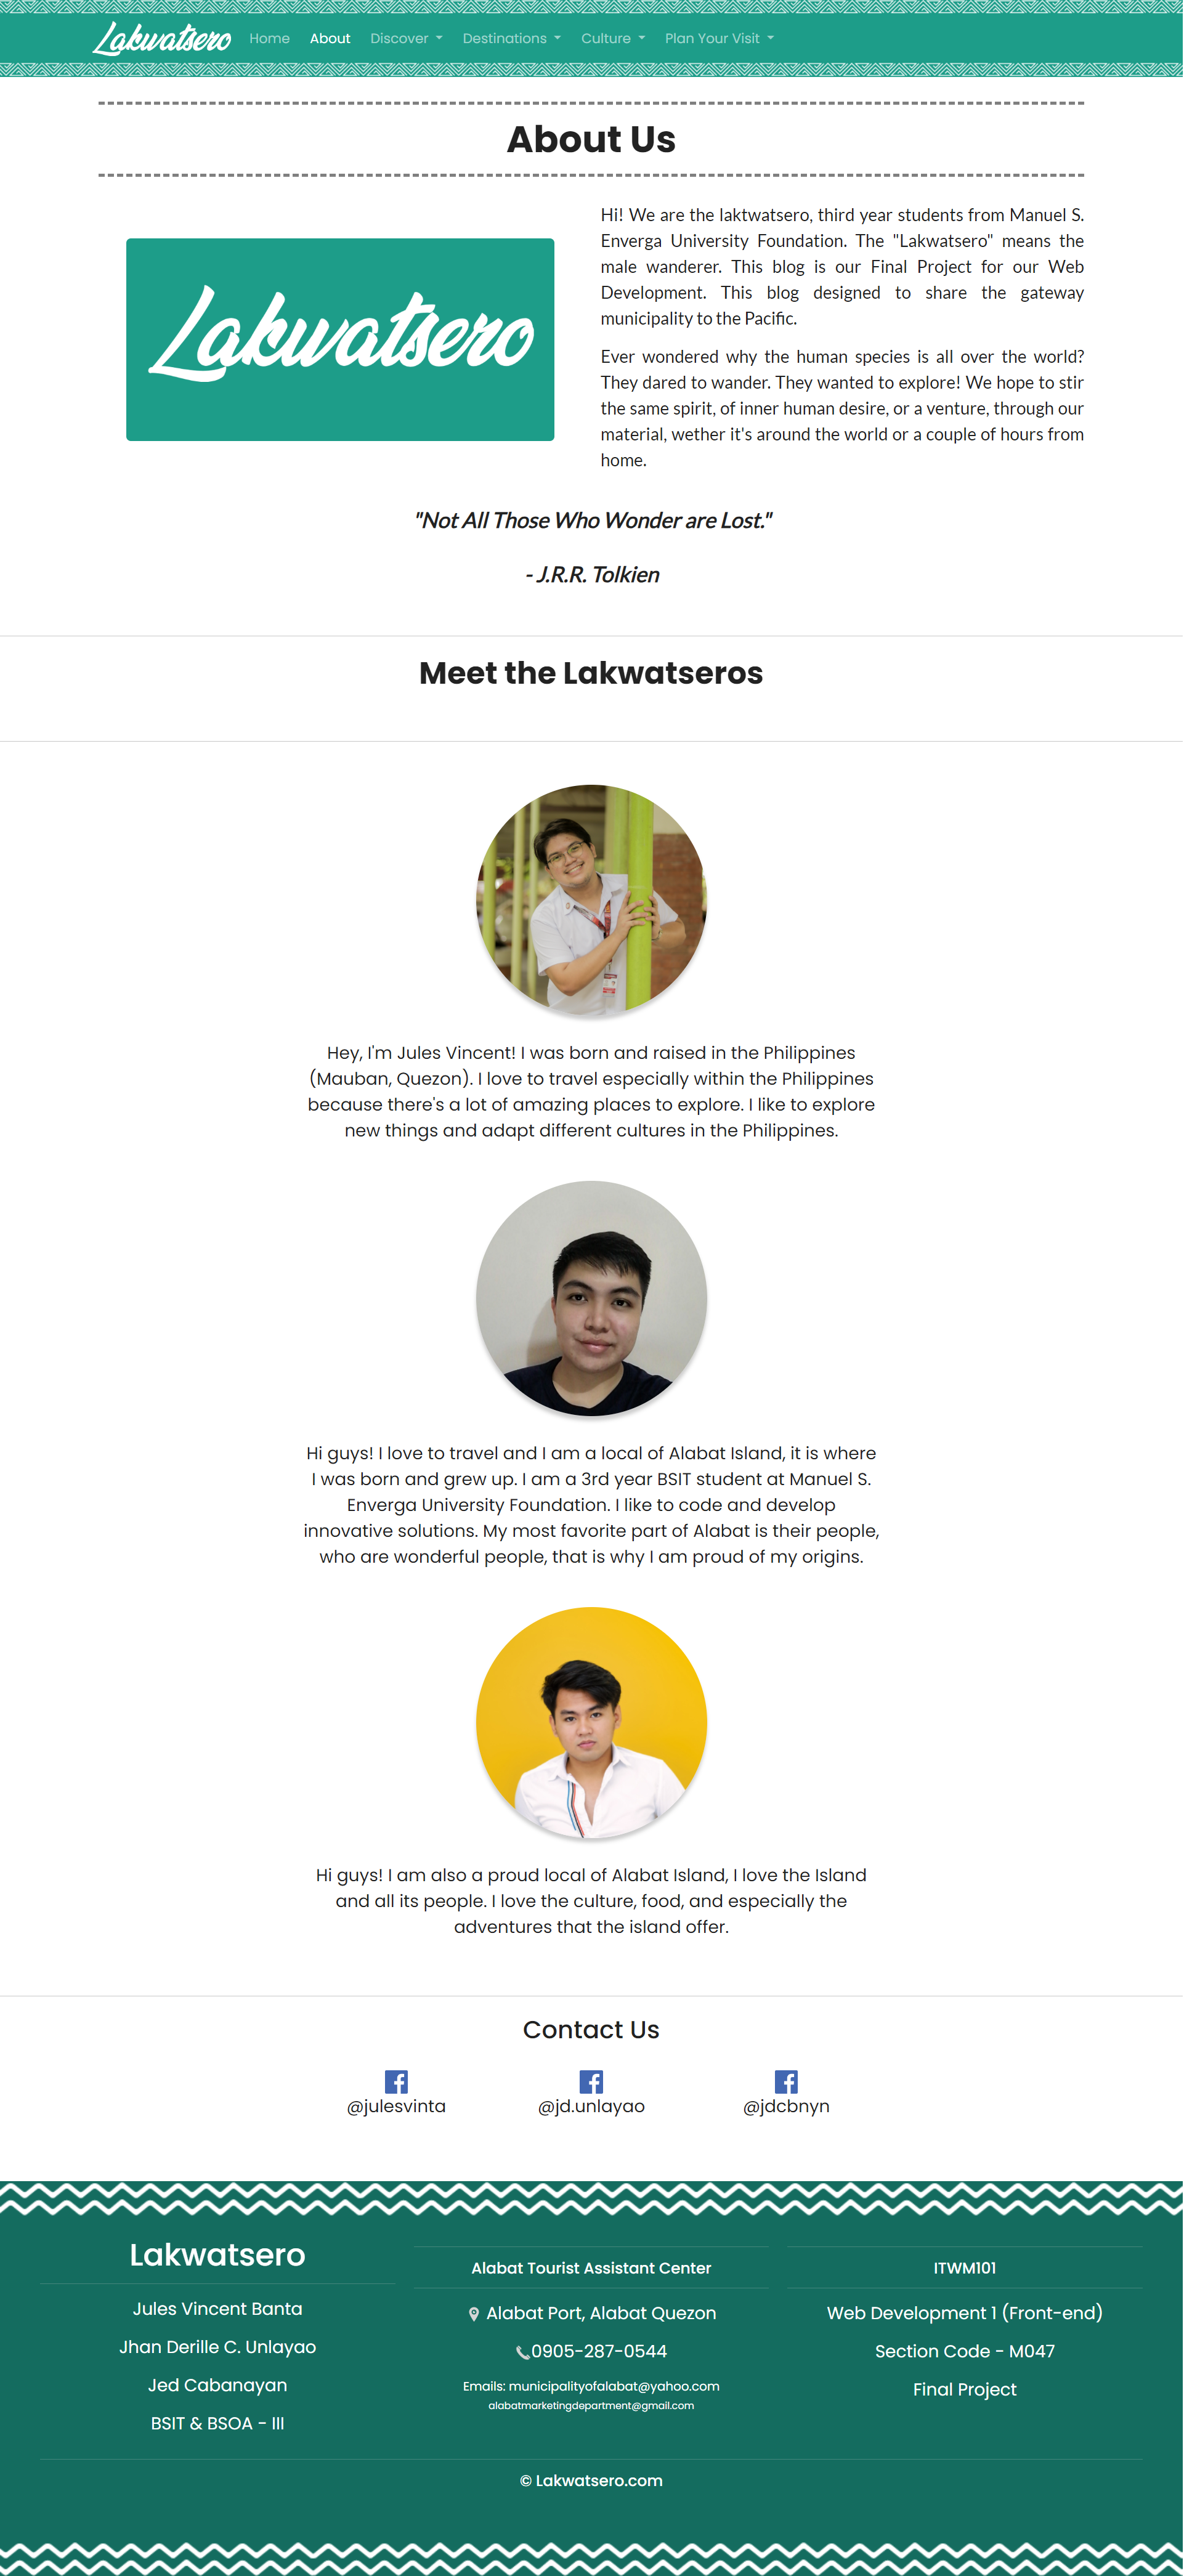 Lakwatsero Home About Discover Destinations Culture Plan Your Visit
About Us
Lakwatsero
Hi! We are the laktwatsero, third year students from Manuel S.
Enverga University Foundation. The "Lakwatsero" means the
male wanderer. This blog is our Final Project for our Web
Development. This blog designed to share the gateway
municipality to the Pacific.
Ever wondered why the human species is all over the world?
They dared to wander. They wanted to explore! We hope to stir
the same spirit, of inner human desire, or a venture, through our
material, wether it's around the world or a couple of hours from
home.
"Not All Those Who Wonder are Lost."
- J.R.R. Tolkien
Meet the Lakwatseros
Hey, I'm Jules Vincent! I was born and raised in the Philippines
(Mauban, Quezon). I love to travel especially within the Philippines
because there's a lot of amazing places to explore. I like to explore
new things and adapt different cultures in the Philippines.
Hi guys! I love to travel and I am a local of Alabat Island, it is where
I was born and grew up. I am a 3rd year BSIT student at Manuel S.
Enverga University Foundation. I like to code and develop
innovative solutions. My most favorite part of Alabat is their people,
who are wonderful people, that is why I am proud of my origins.
Hi guys! I am also a proud local of Alabat Island, I love the Island
and all its people. I love the culture, food, and especially the
adventures that the island offer.
Contact Us
@julesvinta
@jd.unlayao
@jdcbnyn
Lakwatsero
Jules Vincent Banta
Jhan Derille C. Unlayao
Jed Cabanayan
BSIT & BSOA - III
Alabat Tourist Assistant Center
Alabat Port, Alabat Quezon
0905-287-0544
Emails: municipalityofalabat@yahoo.com
alabatmarketingdepartment@gmail.com
ITWM101
Web Development 1 (Front-end)
Section Code - M047
Final Project
© Lakwatsero.com